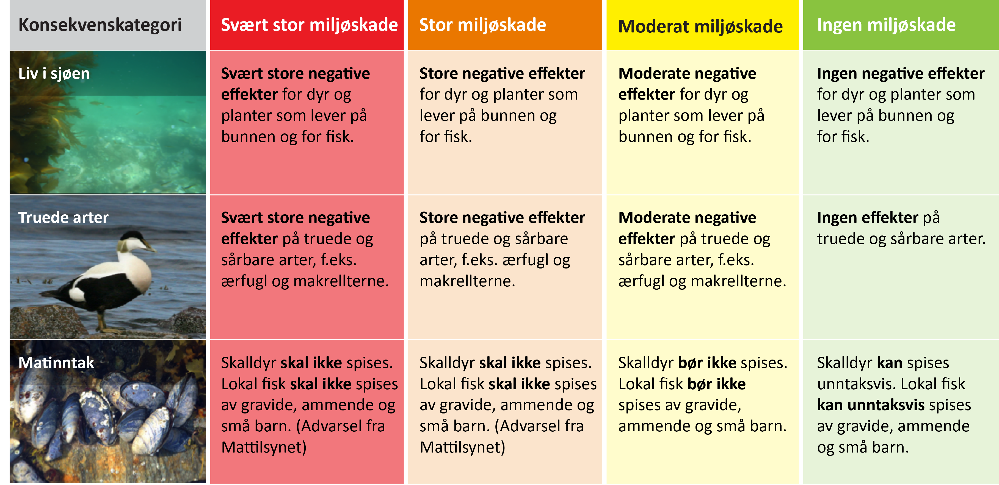 Konsekvenskategori
Svært stor miljøskade
Stor miljøskade
Moderat miljøskade
Ingen miljøskade
Liv i sjøen
Svært store negative
effekter for dyr og
planter som lever på
bunnen og for fisk.
Store negative effekter
for dyr og planter som
lever på bunnen og
for fisk.
Moderate negative
effekter for dyr og
planter som lever på
bunnen og for fisk.
Ingen negative effekter
for dyr og planter som
lever på bunnen og
for fisk.
Truede arter
Svært store negative
effekter på truede og
sårbare arter, f.eks.
ærfugl og makrellterne.
Store negative effekter
på truede og sårbare
arter, f.eks. ærfugl og
makrellterne.
Moderate negative
effekter på truede og
sårbare arter, f.eks.
ærfugl og makrellterne.
Ingen effekter på
truede og sårbare arter.
Matinntak
Skalldyr skal ikke spises.
Lokal fisk skal ikke spises
av gravide, ammende og
små barn. (Advarsel fra
Mattilsynet)
Skalldyr skal ikke spises.
Lokal fisk skal ikke spises
av gravide, ammende og
små barn. (Advarsel fra
Mattilsynet)
Skalldyr bør ikke spises.
Lokal fisk bør ikke
spises av gravide,
ammende og små barn.
Skalldyr kan spises
unntaksvis. Lokal fisk
kan unntaksvis spises
av gravide, ammende
og små barn.